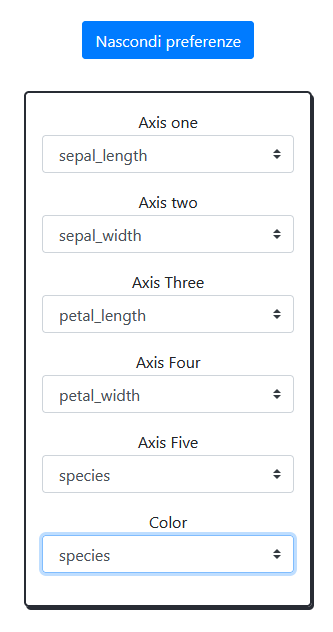 Nascondi preferenze
Axis one
sepal_length
Axis two
sepal_width
Axis Three
petal_length
Axis Four
petal_width
Axis Five
species
Color
species